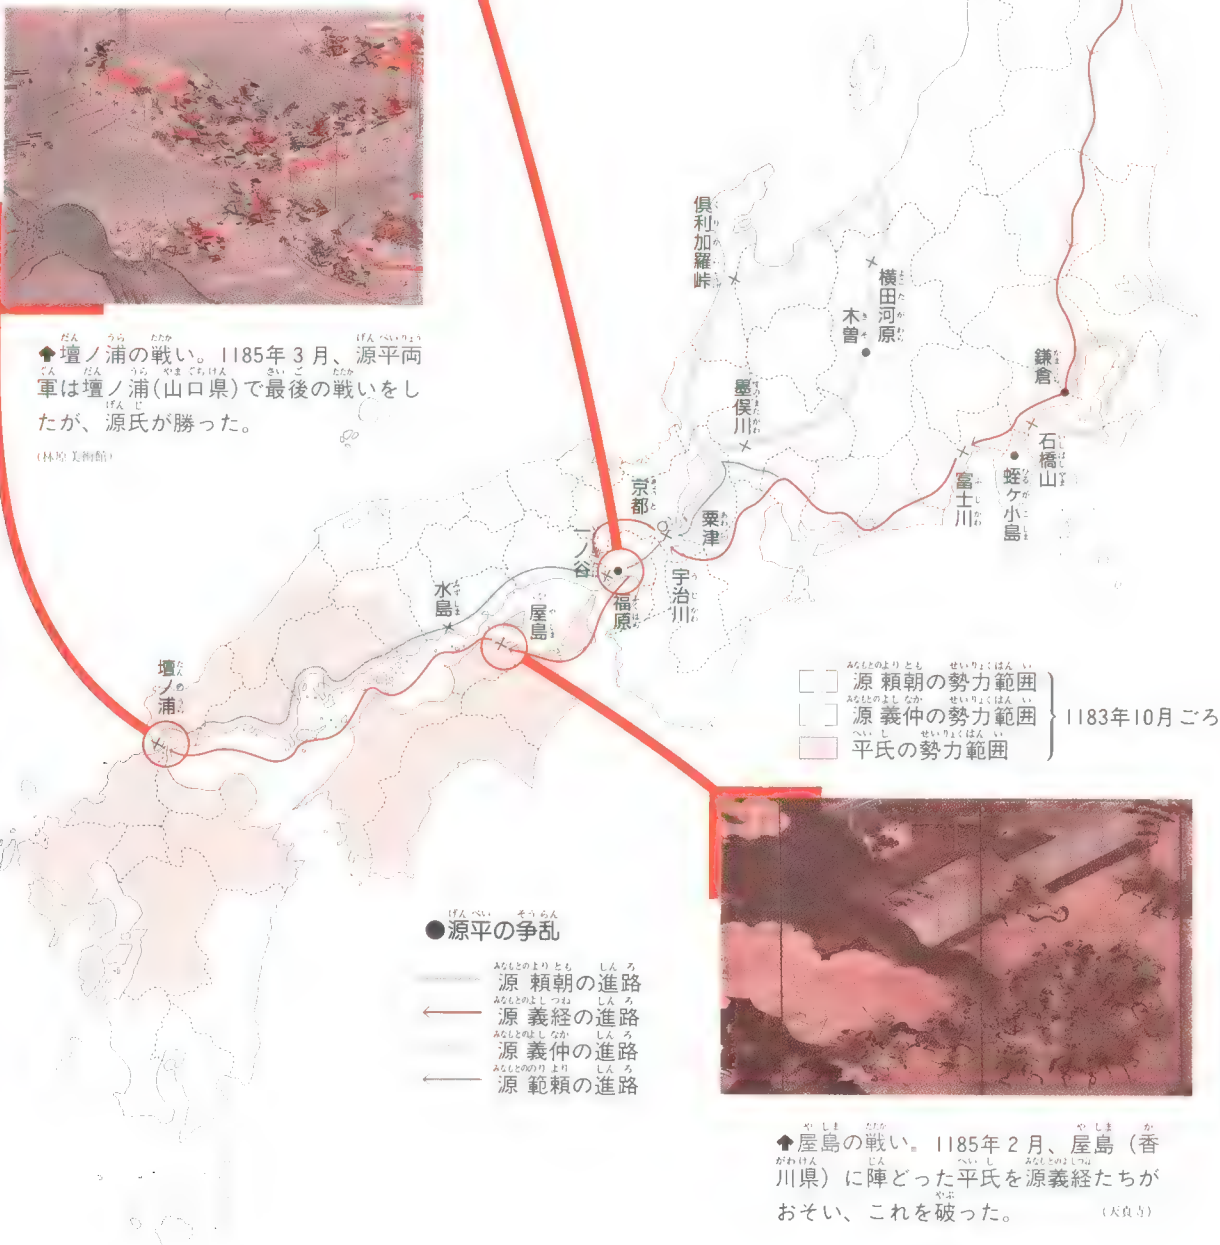 ⬆壇ノ浦の戦い。1185年3月、源平両
軍は壇ノ浦(山口県)で最後の戦いをし
たが、源氏が勝った。
(林原美術館)
倶利加羅峠
横田河原
木曽
墨俣川
鎌倉
石橋山
蛭ヶ小島
富士川
京都
粟津
一ノ谷
宇治川
福原
水島
屋島
壇ノ浦
源頼朝の勢力範囲
源義仲の勢力範囲
平氏の勢力範囲
1183年10月ごろ
●源平の争乱
源頼朝の進路
源義経の進路
源義仲の進路
源範頼の進路
⬆屋島の戦い。1185年2月、屋島(香
川県)に陣どった平氏を源義経たちが
おそい、これを破った。